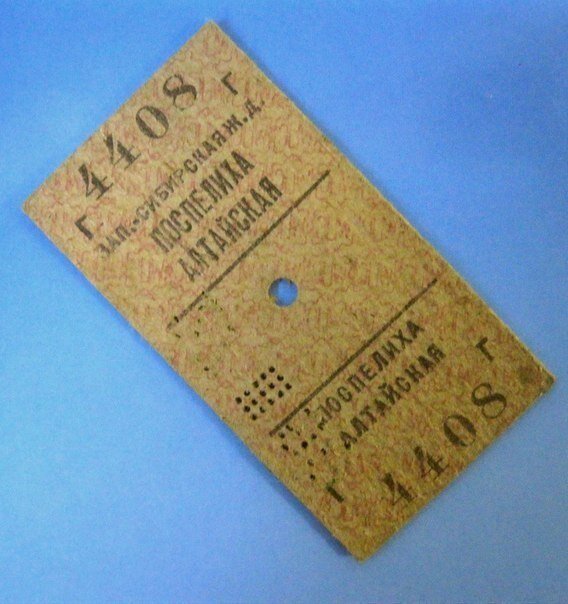 4408
Г Г
ЗАП.-СИБИРСКАЯ Ж. Д.
ПОСПЕЛИХА
АЛТАЙСКАЯ
ПОСПЕЛИХА
АЛТАЙСКАЯ
Г Г
4408